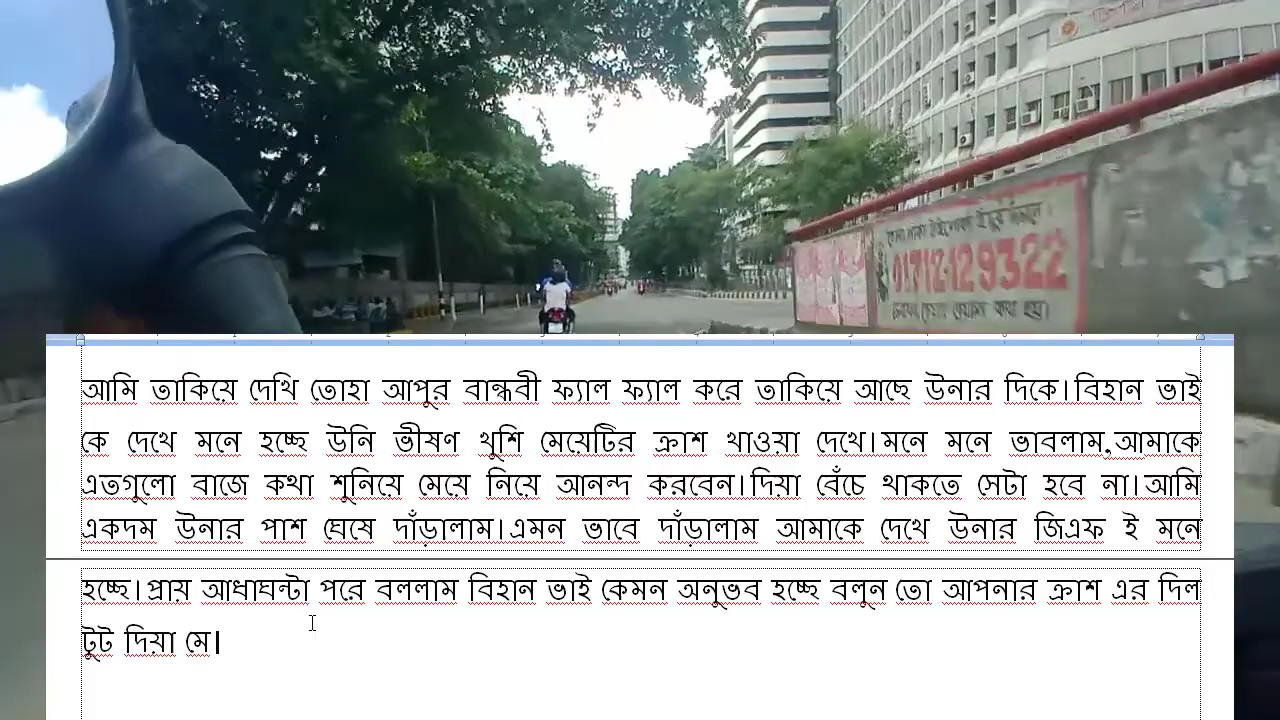 01712-129322
আমি তাকিয়ে দেখি তোহা আপুর বান্ধবী ফ্যাল ফ্যাল করে তাকিয়ে আছে উনার দিকে।বিহান ভাই
কে দেখে মনে হচ্ছে উনি ভীষণ খুশি মেয়েটির ক্রাশ খাওয়া দেখে।মনে মনে ভাবলাম,আমাকে
এতগুলো বাজে কথা শুনিয়ে মেয়ে নিয়ে আনন্দ করবেন।দিয়া বেঁচে থাকতে সেটা হবে না।আমি
একদম উনার পাশ ঘেষে দাঁড়ালাম।এমন ভাবে দাঁড়ালাম আমাকে দেখে উনার জিএফ ই মনে
হচ্ছে।প্রায় আধাঘন্টা পরে বললাম বিহান ভাই কেমন অনুভব হচ্ছে বলুন তো আপনার ক্রাশ এর দিল
টুট দিয়া মে।